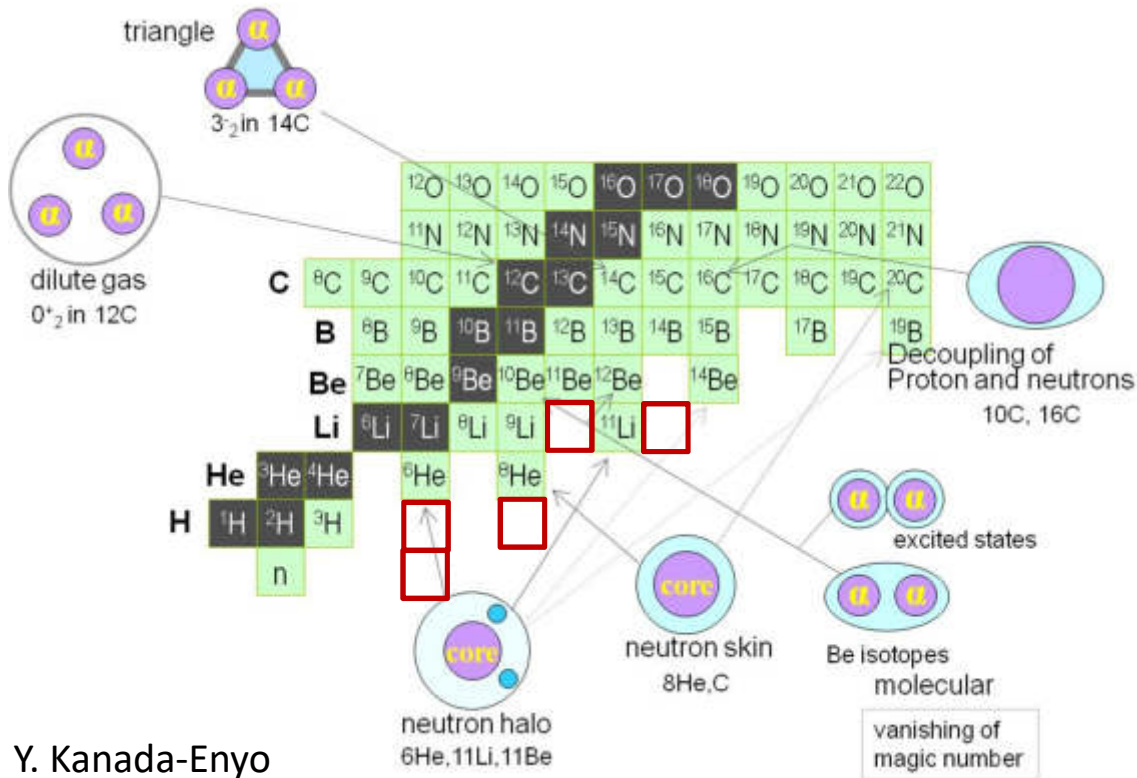 triangle
α
α α
3⁻₂ in 14C
α
α α
dilute gas
0⁺₂ in 12C
¹²O ¹³O ¹⁴O ¹⁵O ¹⁶O ¹⁷O ¹⁸O ¹⁹O ²⁰O ²¹O ²²O
¹¹N ¹²N ¹³N ¹⁴N ¹⁵N ¹⁶N ¹⁷N ¹⁸N ¹⁹N ²⁰N ²¹N
C ⁸C ⁹C ¹⁰C ¹¹C ¹²C ¹³C ¹⁴C ¹⁵C ¹⁶C ¹⁷C ¹⁸C ¹⁹C ²⁰C
B ⁸B ⁹B ¹⁰B ¹¹B ¹²B ¹³B ¹⁴B ¹⁵B ¹⁷B ¹⁹B
Be ⁷Be ⁸Be ⁹Be ¹⁰Be ¹¹Be ¹²Be ¹⁴Be
Li ⁶Li ⁷Li ⁸Li ⁹Li ¹¹Li
He ³He ⁴He ⁶He ⁸He
H ¹H ²H ³H
n
Decoupling of
Proton and neutrons
10C, 16C
α α
excited states
α α
Be isotopes
molecular
vanishing of
magic number
core
neutron skin
8He,C
core
neutron halo
6He,11Li,11Be
Y. Kanada-Enyo